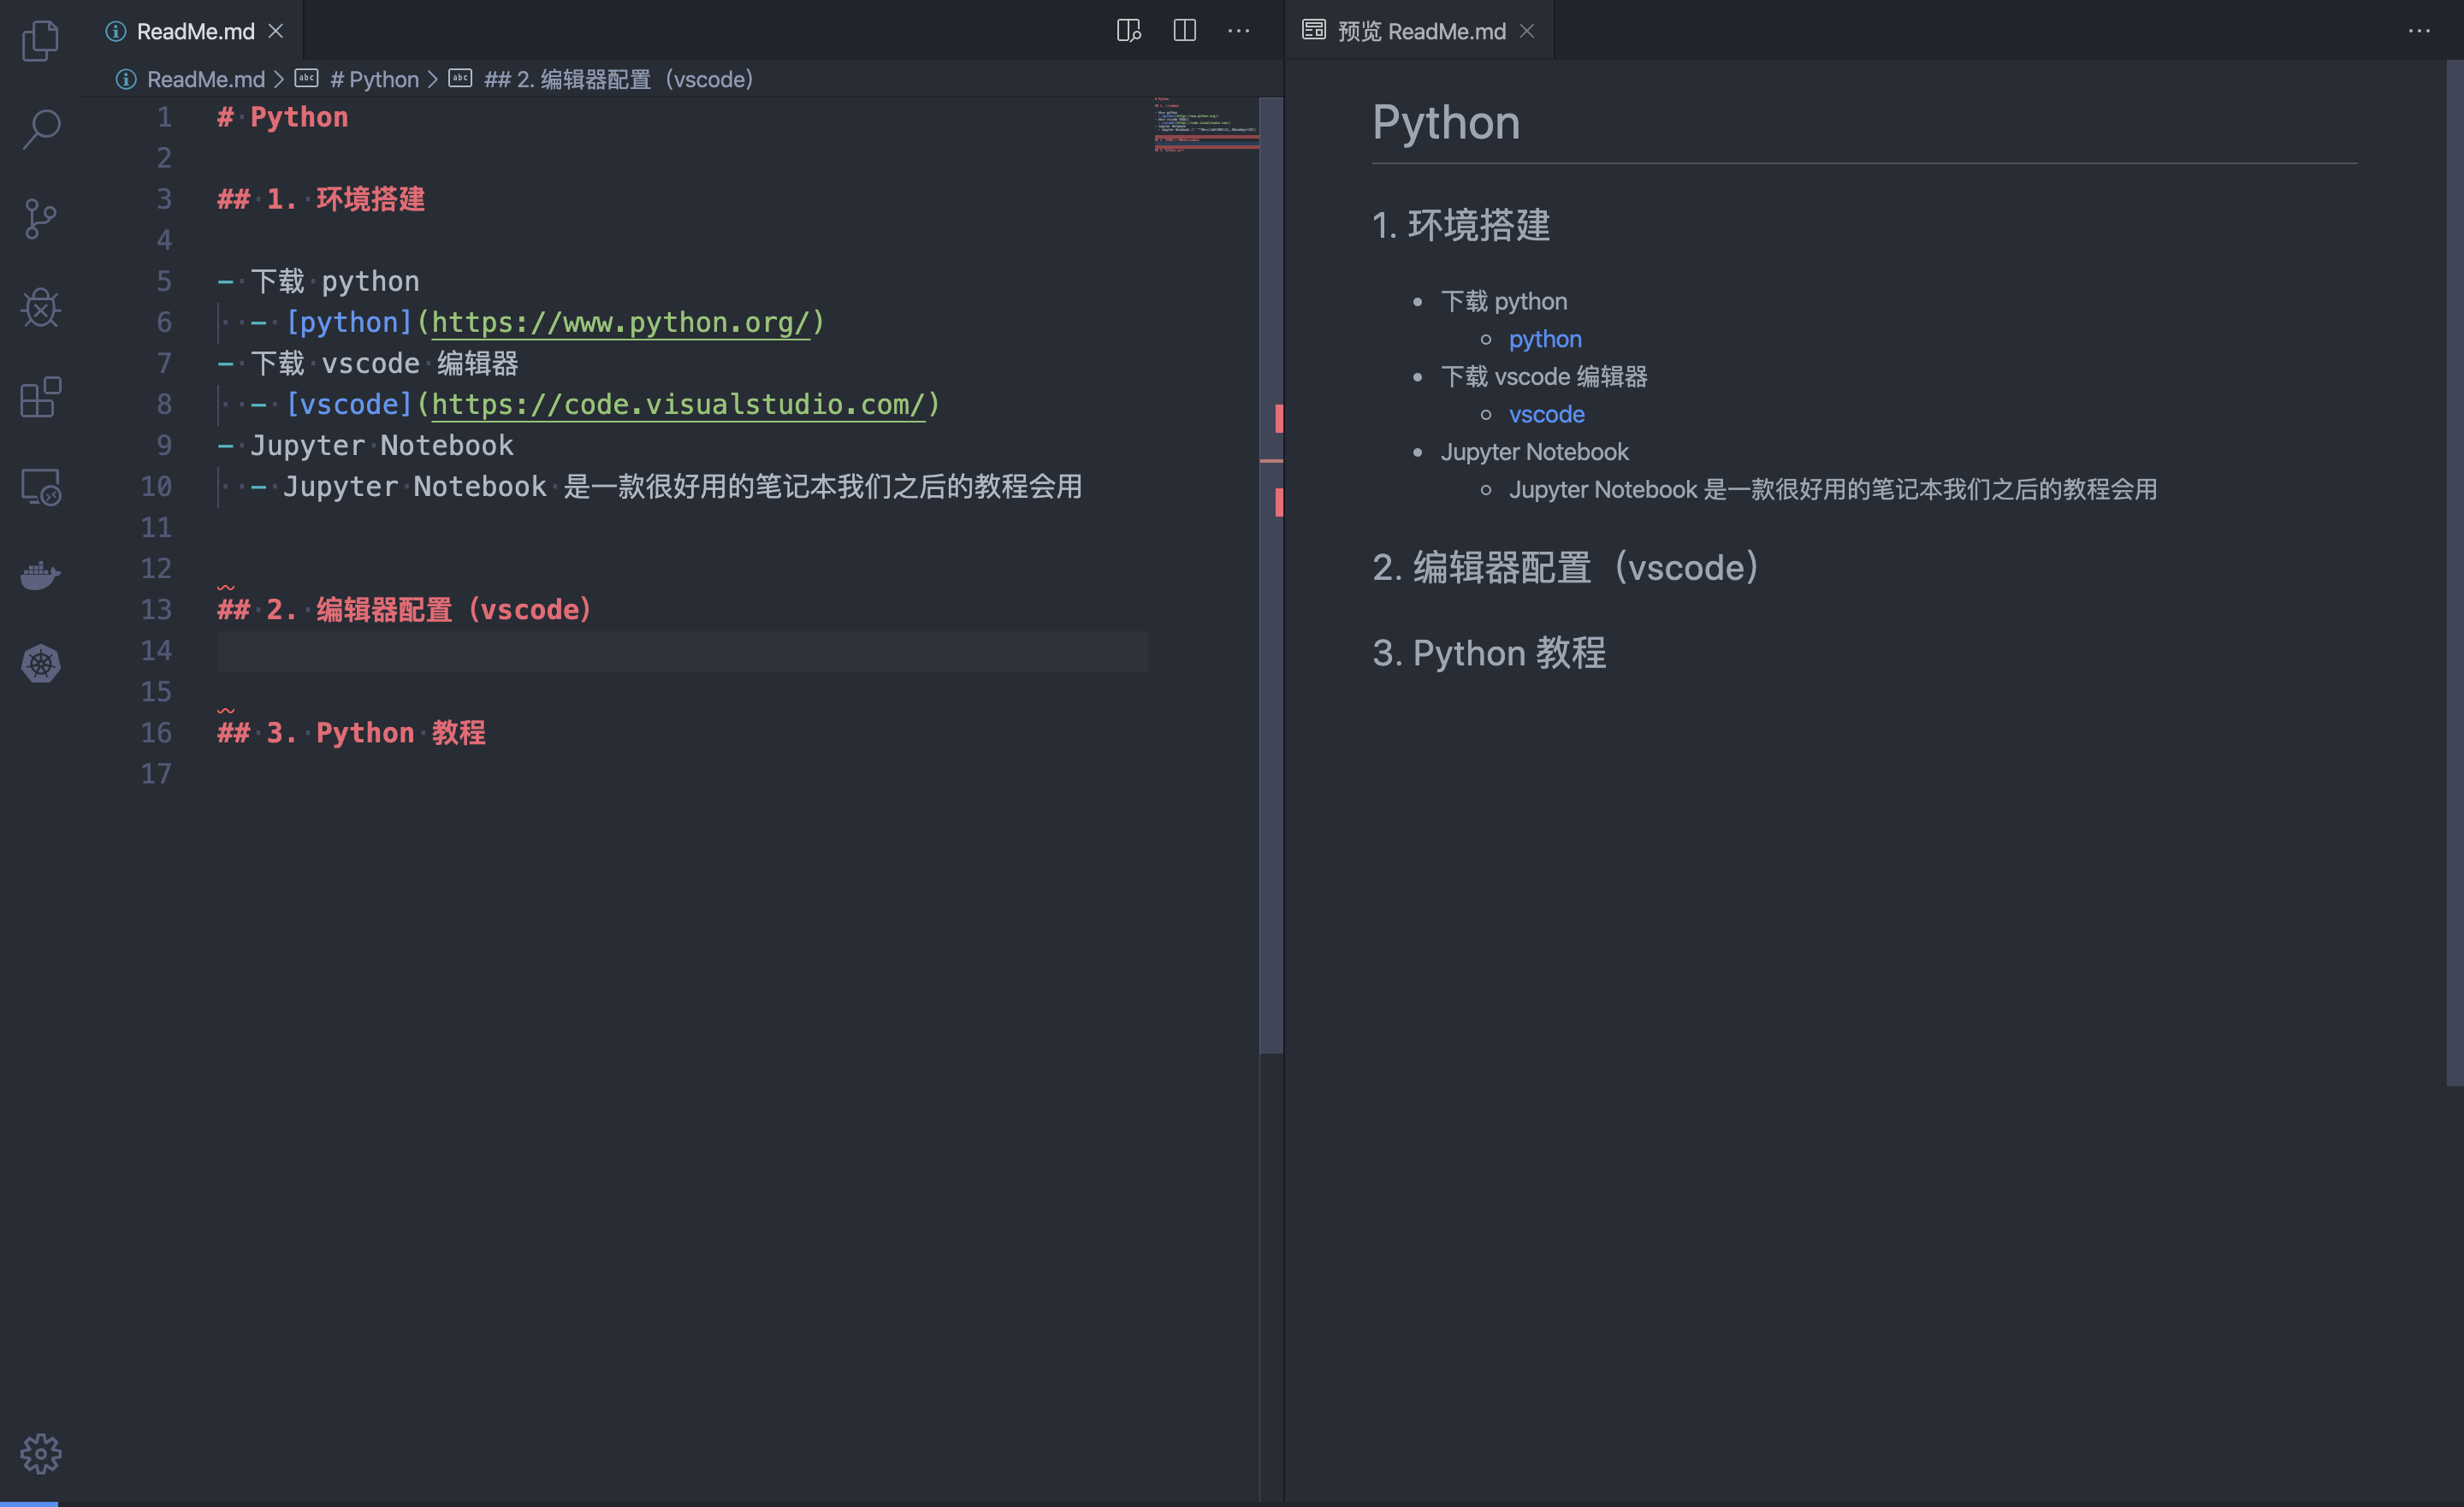 ReadMe.md
预览 ReadMe.md
ReadMe.md > # Python > ## 2. 编辑器配置（vscode）
1 # Python
2
3 ## 1. 环境搭建
4
5 - 下载 python
6 - [python](https://www.python.org/)
7 - 下载 vscode 编辑器
8 - [vscode](https://code.visualstudio.com/)
9 - Jupyter Notebook
10 - Jupyter Notebook 是一款很好用的笔记本我们之后的教程会用
11
12
13 ## 2. 编辑器配置（vscode）
14
15
16 ## 3. Python 教程
17
Python
1. 环境搭建
• 下载 python
○ python
• 下载 vscode 编辑器
○ vscode
• Jupyter Notebook
○ Jupyter Notebook 是一款很好用的笔记本我们之后的教程会用
2. 编辑器配置（vscode）
3. Python 教程